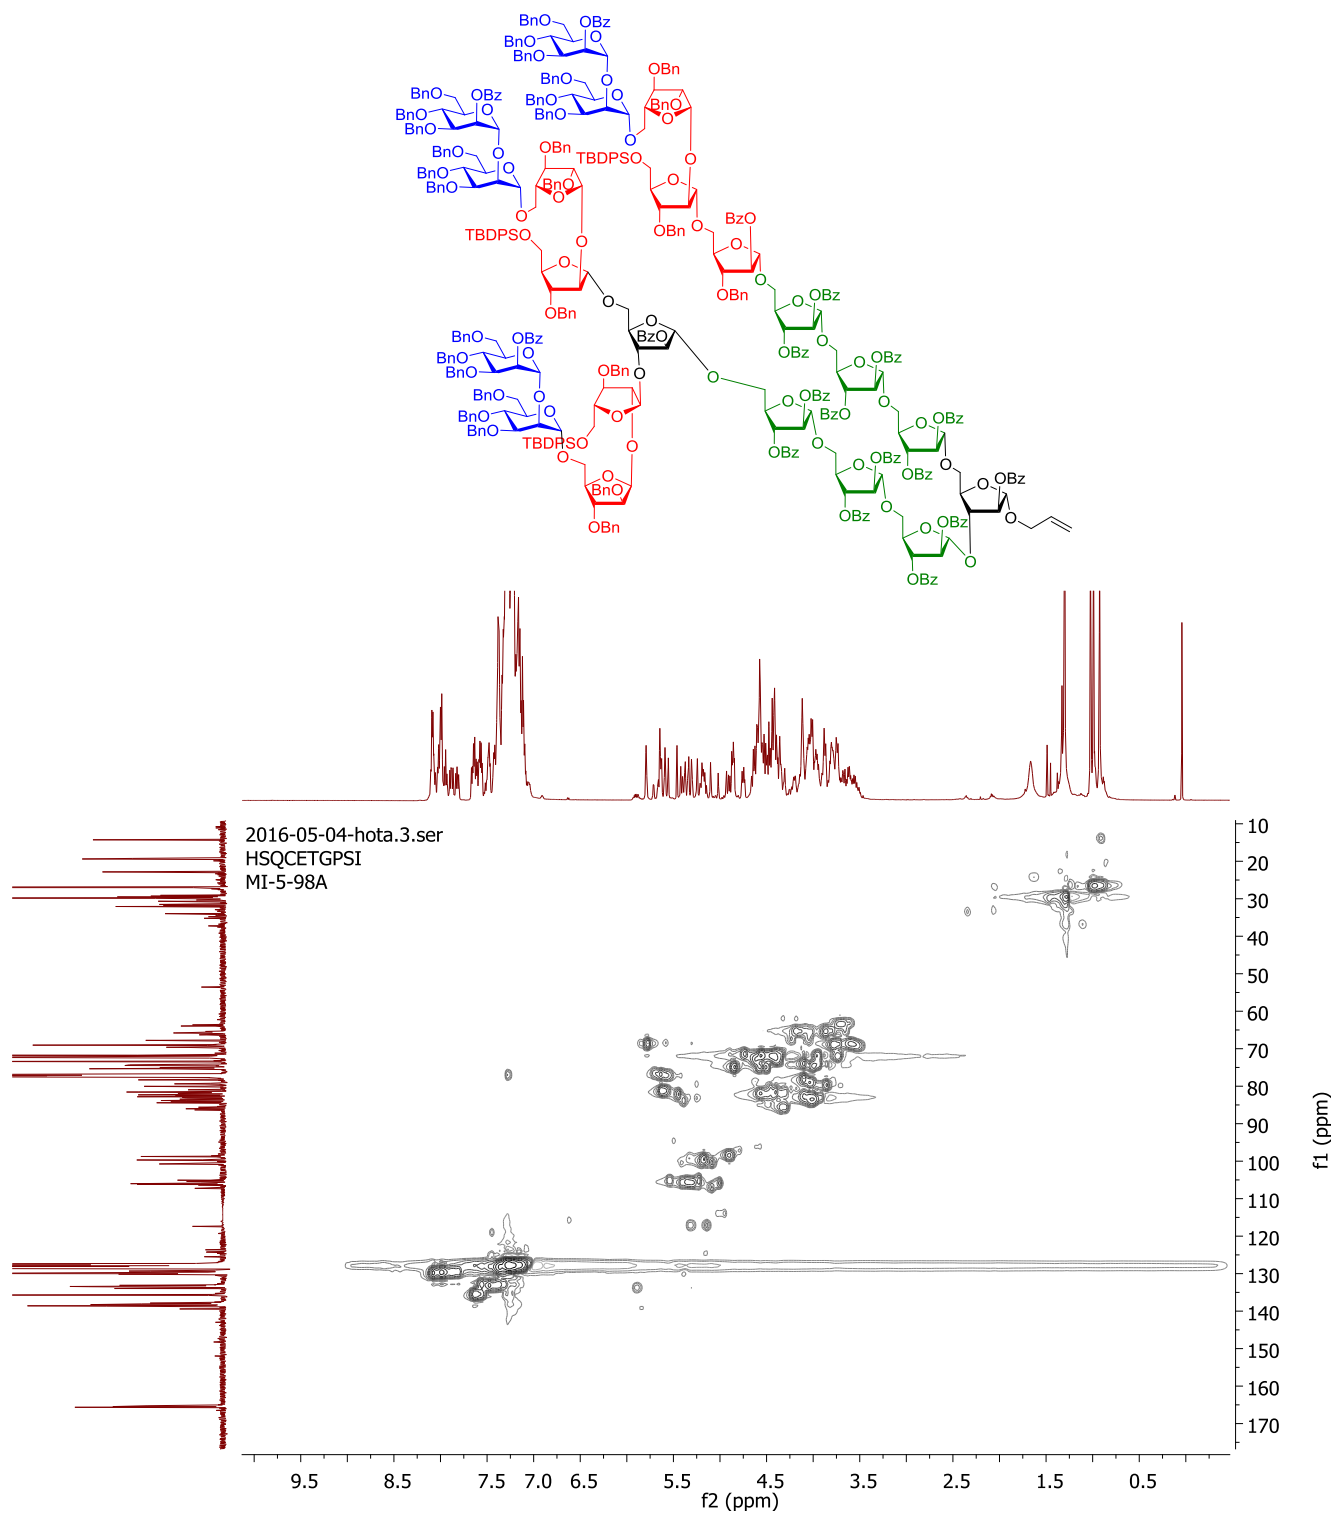 BnO OBz
BnO
BnO
BnO
BnO
BnO
OBn
BnO
O
O
O
O
O
BnO OBz
BnO
BnO
BnO
BnO
BnO
OBn
BnO
O
O
O
O
O
TBDPSO
O
O
OBn
O
BzO
O
OBn
O
TBDPSO
O
OBn
O
O
OBz
OBz
O
O
OBz
OBz
O
O
OBz
OBz
O
O
OBz
O
BnO OBz
BnO
BnO
BnO
BnO
BnO
O
O
O
O
OBn
O
TBDPSO
O
BnO
O
OBn
O
BzO
O
O
O
OBz
OBz
O
O
OBz
OBz
O
O
OBz
OBz
O
2016-05-04-hota.3.ser
HSQCETGPSI
MI-5-98A
10
20
30
40
50
60
70
80
90
100
110
120
130
140
150
160
170
f1 (ppm)
9.5 8.5 7.5 7.0 6.5 5.5 4.5 3.5 2.5 1.5 0.5
f2 (ppm)